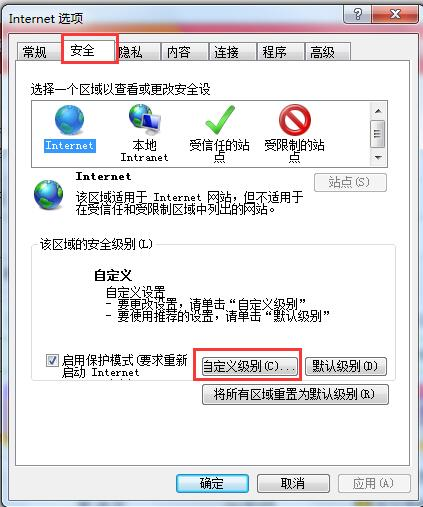 Internet 选项
常规 安全 隐私 内容 连接 程序 高级
选择一个区域以查看或更改安全设
Internet 本地 受信任的站 受限制的站
Intranet 点 点
Internet
站点(S)
该区域适用于 Internet 网站，但不适用于
在受信任和受限制区域中列出的网站。
该区域的安全级别(L)
自定义
自定义设置
- 要更改设置，请单击“自定义级别”
- 要使用推荐的设置，请单击“默认级别”
启用保护模式(要求重新
启动 Internet
自定义级别(C)... 默认级别(D)
将所有区域重置为默认级别(R)
确定 取消 应用(A)